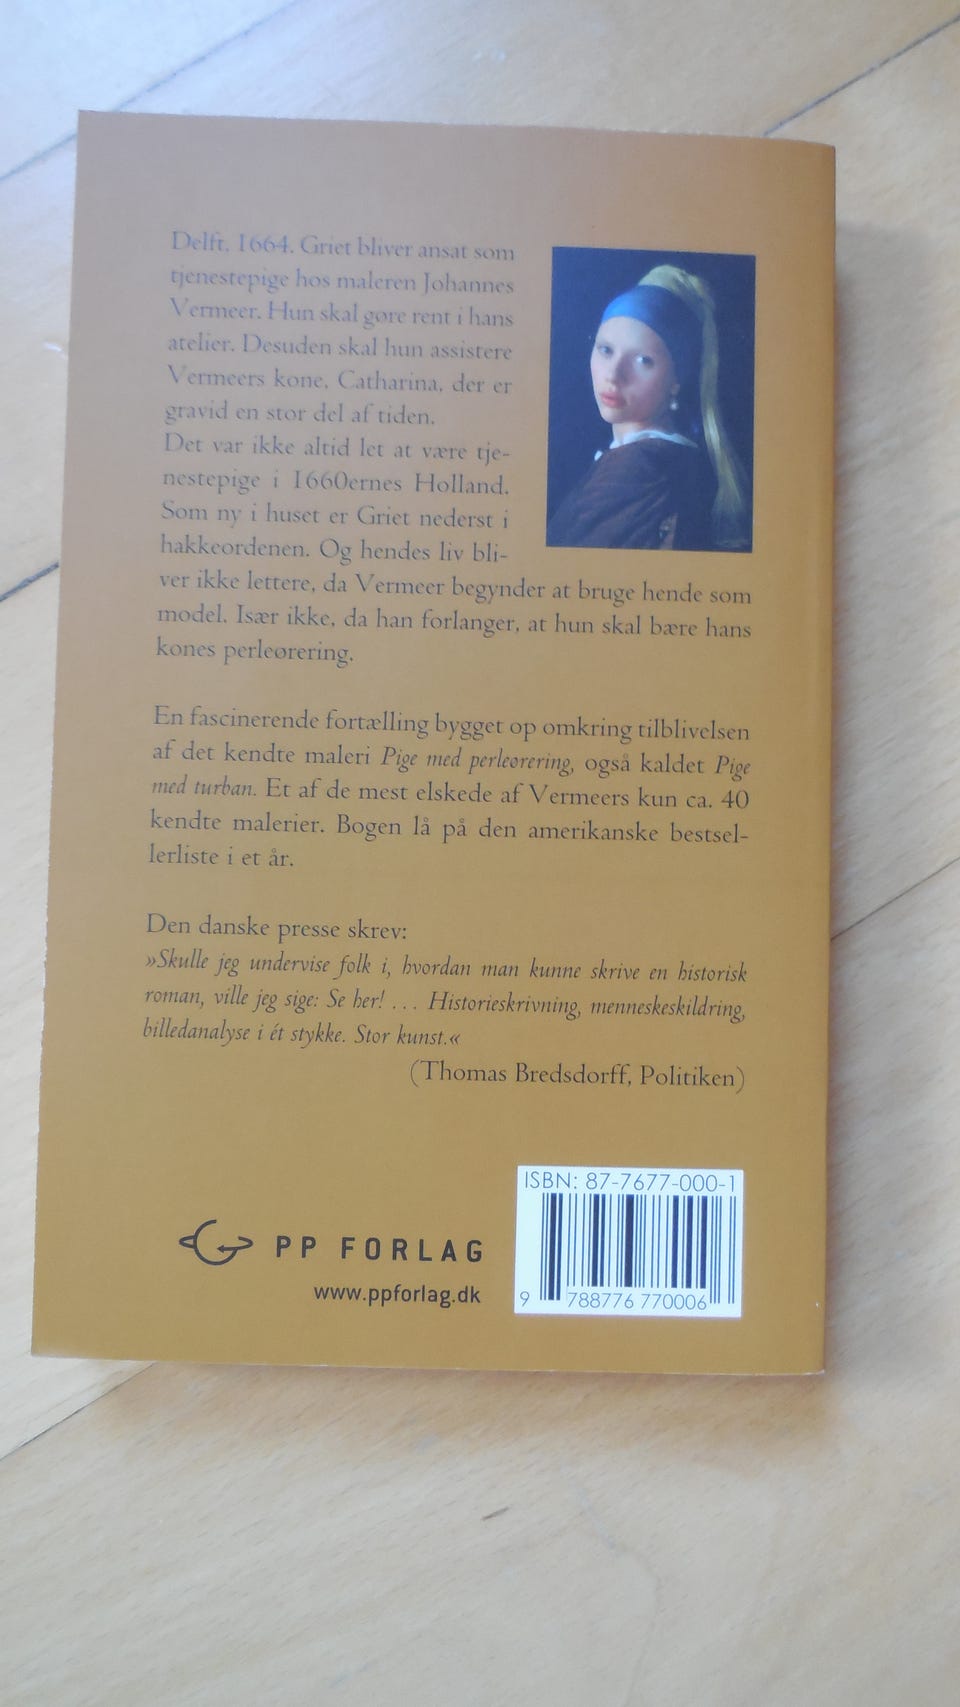 Delft, 1664. Griet bliver ansat som
tjenestepige hos maleren Johannes
Vermeer. Hun skal gøre rent i hans
atelier. Desuden skal hun assistere
Vermeers kone, Catharina, der er
gravid en stor del af tiden.
Det var ikke altid let at være tje-
nestepige i 1660ernes Holland.
Som ny i huset er Griet nederst i
hakkeordenen. Og hendes liv bli-
ver ikke lettere, da Vermeer begynder at bruge hende som
model. Især ikke, da han forlanger, at hun skal bære hans
kones perleørering.
En fascinerende fortælling bygget op omkring tilblivelsen
af det kendte maleri Pige med perleørering, også kaldet Pige
med turban. Et af de mest elskede af Vermeers kun ca. 40
kendte malerier. Bogen lå på den amerikanske bestsel-
lerliste i et år.
Den danske presse skrev:
»Skulle jeg undervise folk i, hvordan man kunne skrive en historisk
roman, ville jeg sige: Se her! . . . Historieskrivning, menneskeskildring,
billedanalyse i ét stykke. Stor kunst.«
(Thomas Bredsdorff, Politiken)
ISBN: 87-7677-000-1
9 788776 770006
PP FORLAG
www.ppforlag.dk